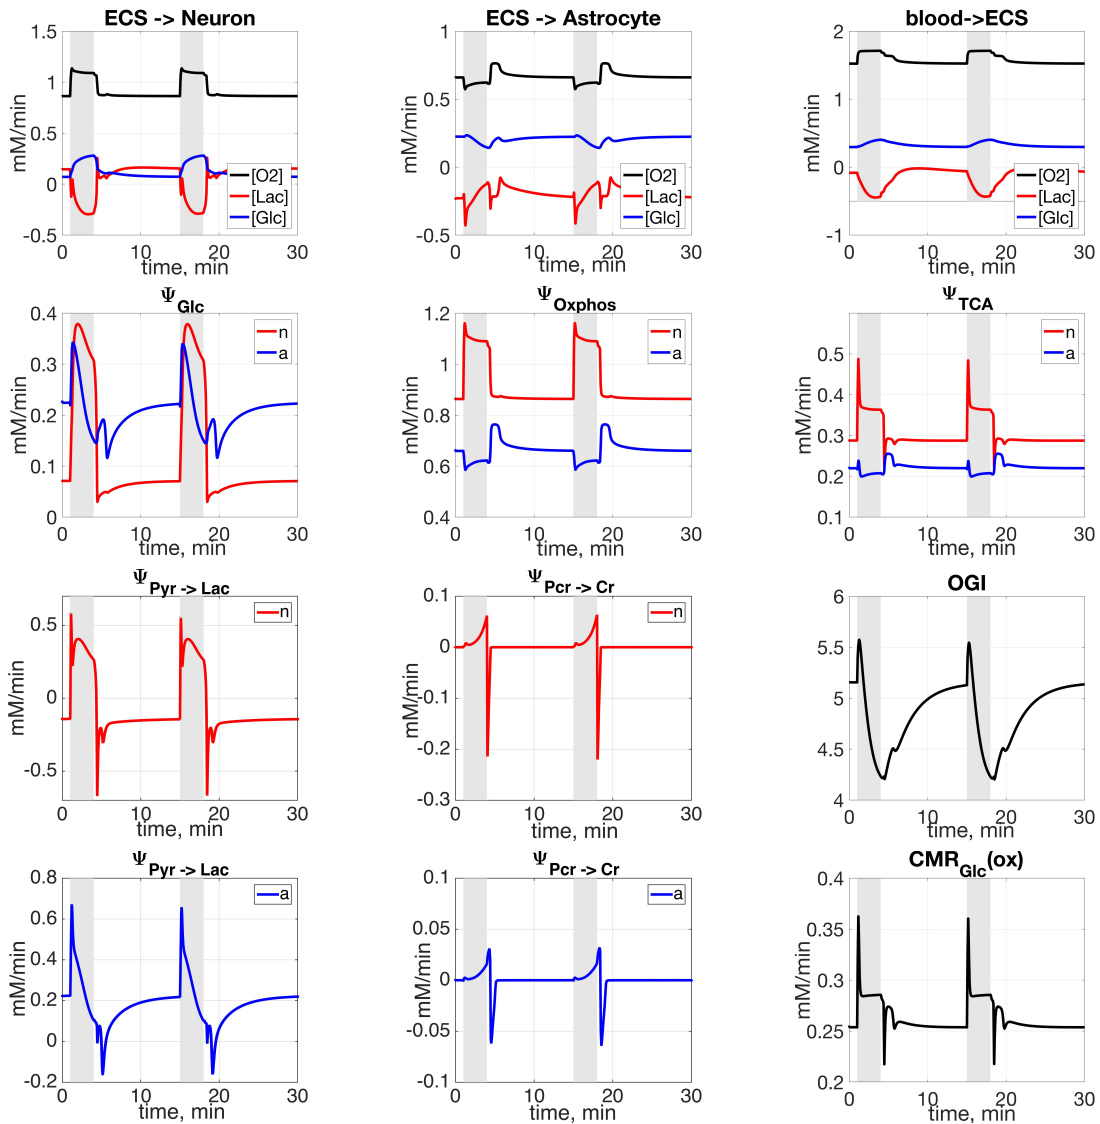 ECS -> Neuron
mM/min
1.5
1
0.5
0
-0.5
[O2]
[Lac]
[Glc]
0 10 20 30
time, min
ECS -> Astrocyte
mM/min
1
0.5
0
-0.5
[O2]
[Lac]
[Glc]
0 10 20 30
time, min
blood->ECS
mM/min
2
1
0
-1
[O2]
[Lac]
[Glc]
0 10 20 30
time, min
Ψ Glc
mM/min
0.4
0.3
0.2
0.1
0
n
a
0 10 20 30
time, min
Ψ Oxphos
mM/min
1.2
1.0
0.8
0.6
0.4
n
a
0 10 20 30
time, min
Ψ TCA
mM/min
0.5
0.4
0.3
0.2
0.1
n
a
0 10 20 30
time, min
Ψ Pyr -> Lac
mM/min
0.5
0
-0.5
n
0 10 20 30
time, min
Ψ Pcr -> Cr
mM/min
0.1
0
-0.1
-0.2
-0.3
n
0 10 20 30
time, min
OGI
6
5.5
5
4.5
4
0 10 20 30
time, min
Ψ Pyr -> Lac
mM/min
0.8
0.6
0.4
0.2
0
-0.2
a
0 10 20 30
time, min
Ψ Pcr -> Cr
mM/min
0.1
0.05
0
-0.05
-0.1
a
0 10 20 30
time, min
CMR Glc (ox)
mM/min
0.4
0.35
0.3
0.25
0.2
0 10 20 30
time, min